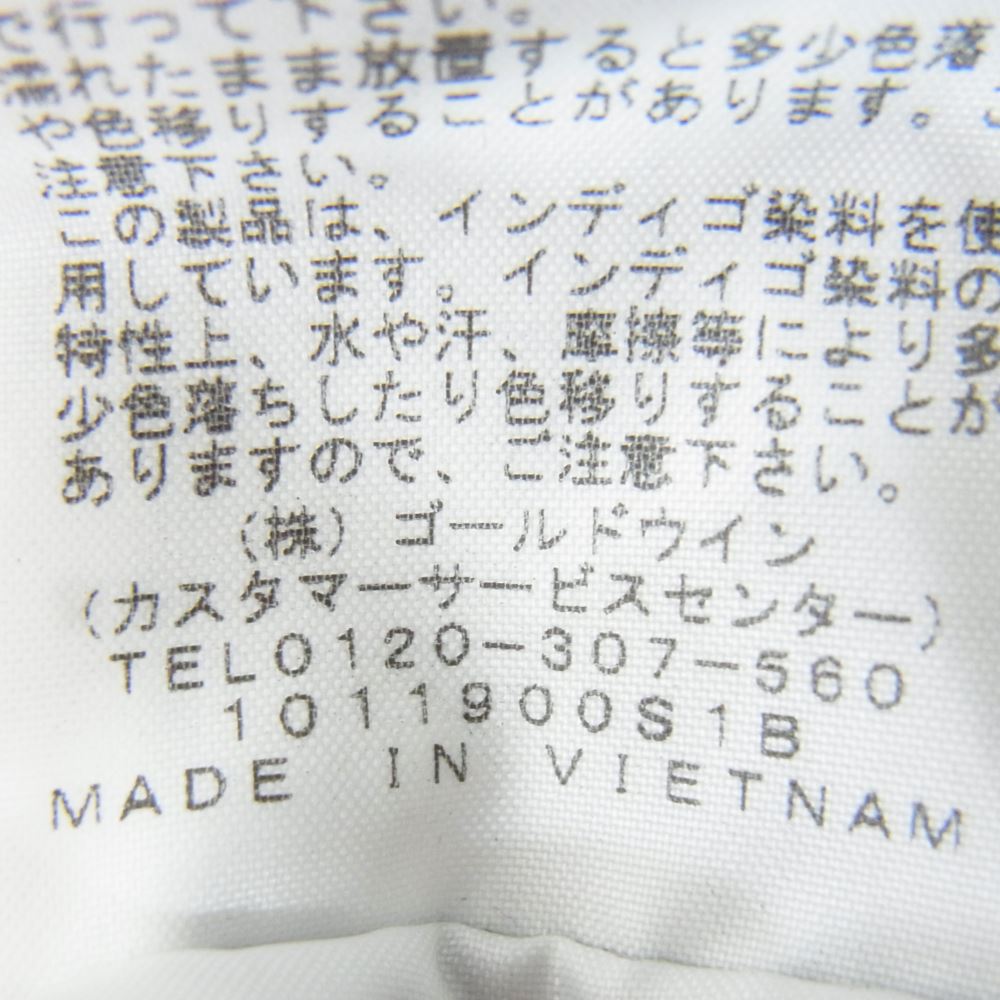 で行って下さい。
濡れたまま放置すると多少色落
や色移りすることがあります。ご
注意下さい。
この製品は、インディゴ染料を使
用しています。インディゴ染料の
特性上、水や汗、摩擦等により多
少色落ちしたり色移りすることが
ありますので、ご注意下さい。
(株)ゴールドウイン
(カスタマーサービスセンター)
TEL0120-307-560
1011900S1B
MADE IN VIETNAM